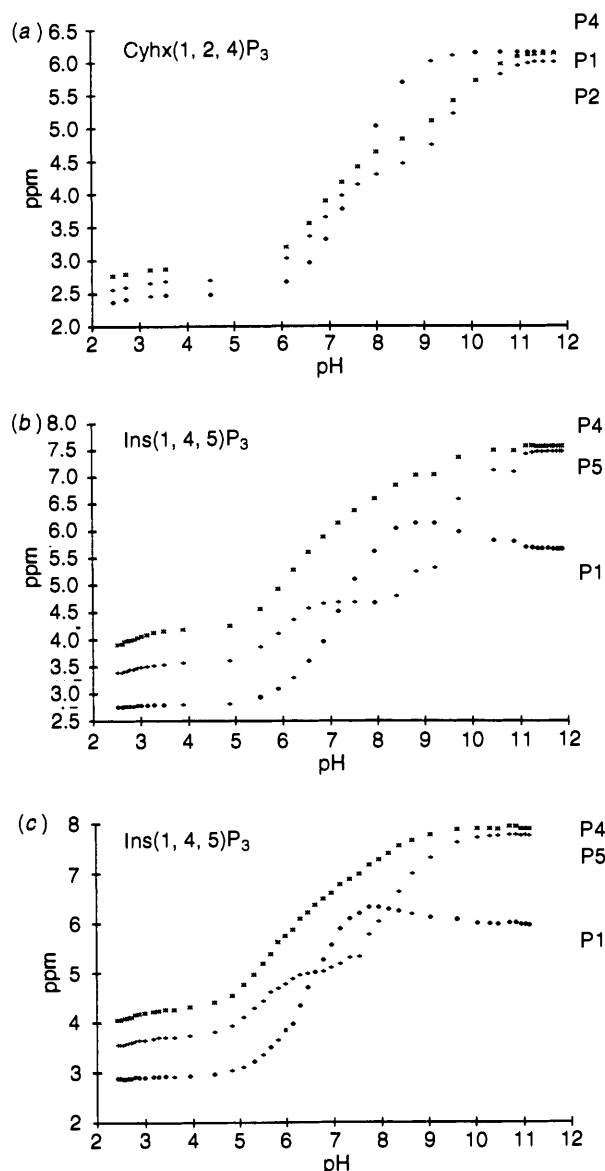 (a)
Cyhx(1, 2, 4)P3
6.5
6.0
5.5
5.0
4.5
4.0
3.5
3.0
2.5
2.0
ppm
2 3 4 5 6 7 8 9 10 11 12
pH
P4
P1
P2
(b)
Ins(1, 4, 5)P3
8.0
7.5
7.0
6.5
6.0
5.5
5.0
4.5
4.0
3.5
3.0
2.5
ppm
2 3 4 5 6 7 8 9 10 11 12
pH
P4
P5
P1
(c)
Ins(1, 4, 5)P3
8
7
6
5
4
3
2
ppm
2 3 4 5 6 7 8 9 10 11 12
pH
P4
P5
P1